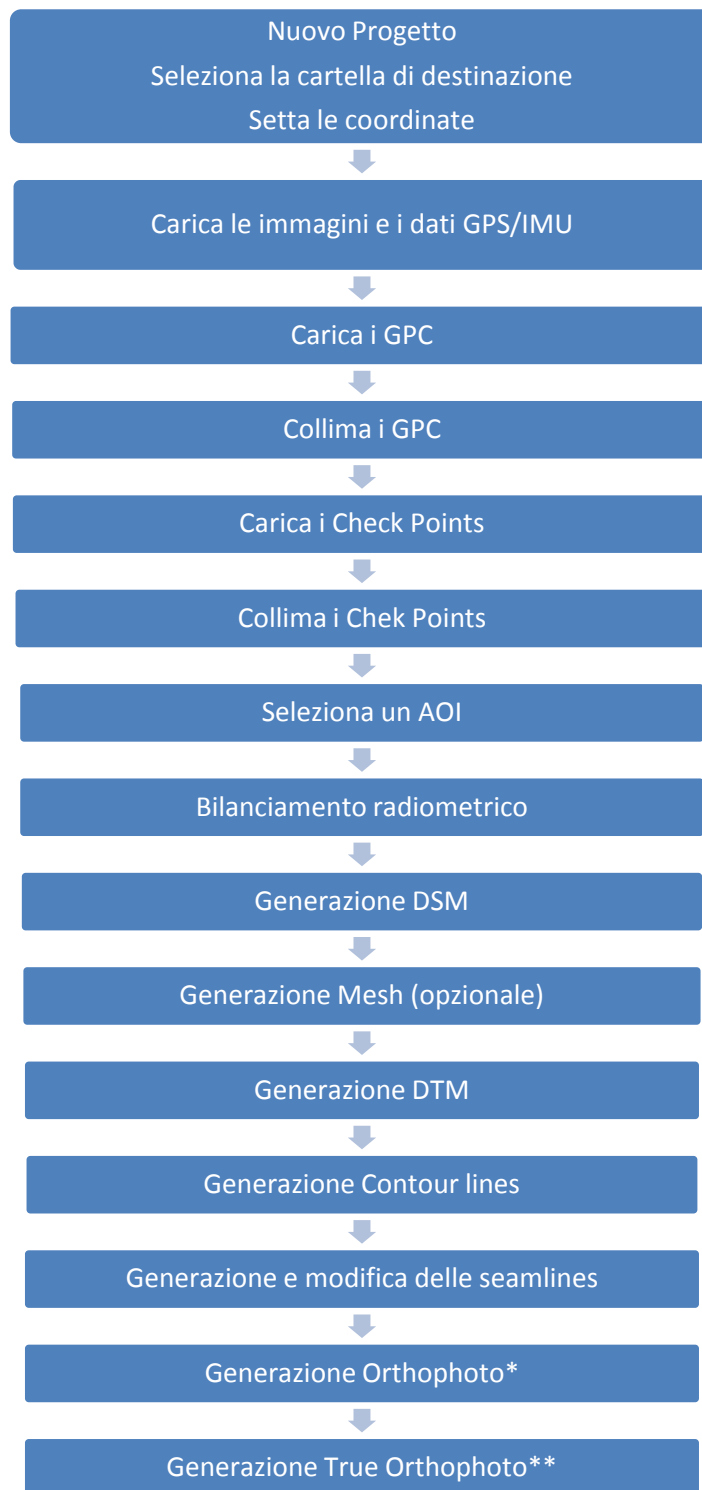 Nuovo Progetto
Seleziona la cartella di destinazione
Setta le coordinate
Carica le immagini e i dati GPS/IMU
Carica i GPC
Collima i GPC
Carica i Check Points
Collima i Chek Points
Seleziona un AOI
Bilanciamento radiometrico
Generazione DSM
Generazione Mesh (opzionale)
Generazione DTM
Generazione Contour lines
Generazione e modifica delle seamlines
Generazione Orthophoto*
Generazione True Orthophoto**